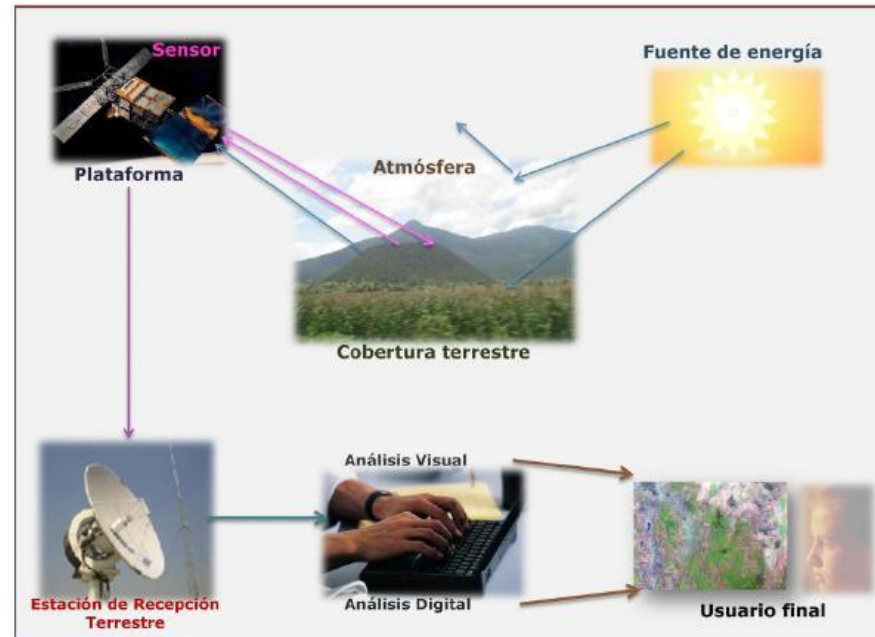 Sensor
Fuente de energía
Plataforma
Atmósfera
Cobertura terrestre
Análisis Visual
Análisis Digital
Estación de Recepción
Terrestre
Usuario final